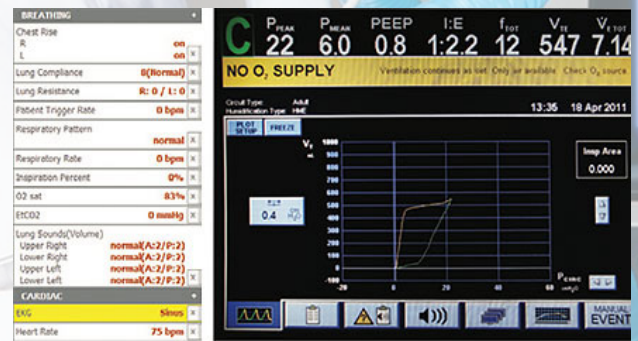 BREATHING
Chest Rise
R on
L on
Lung Compliance 0(Normal)
Lung Resistance R: 0 / L: 0
Patient Trigger Rate 0 bpm
Respiratory Pattern
normal
Respiratory Rate 0 bpm
Inspiration Percent 0%
O2 sat 83%
EtCO2 0 mmHg
Lung Sounds(Volume)
Upper Right normal(A:2/P:2)
Lower Right normal(A:2/P:2)
Upper Left normal(A:2/P:2)
Lower Left normal(A:2/P:2)
CARDIAC
EKG Sinus
Heart Rate 75 bpm
C
PPEAK PMEAN PEEP I:E fTOT VTE VE TOT
22 6.0 0.8 1:2.2 12 547 7.14
NO O2 SUPPLY Ventilation continues as set. Only air available. Check O2 source.
Circuit Type: Adult
Humidification Type: HME
13:35 18 Apr 2011
PLOT SETUP
FREEZE
VT
mL
1000
900
800
700
600
500
400
300
200
100
0
-100
-20 0 20 40 60
PCIRC
cmH2O
Insp Area
0.000
0.4
MANUAL
EVENT